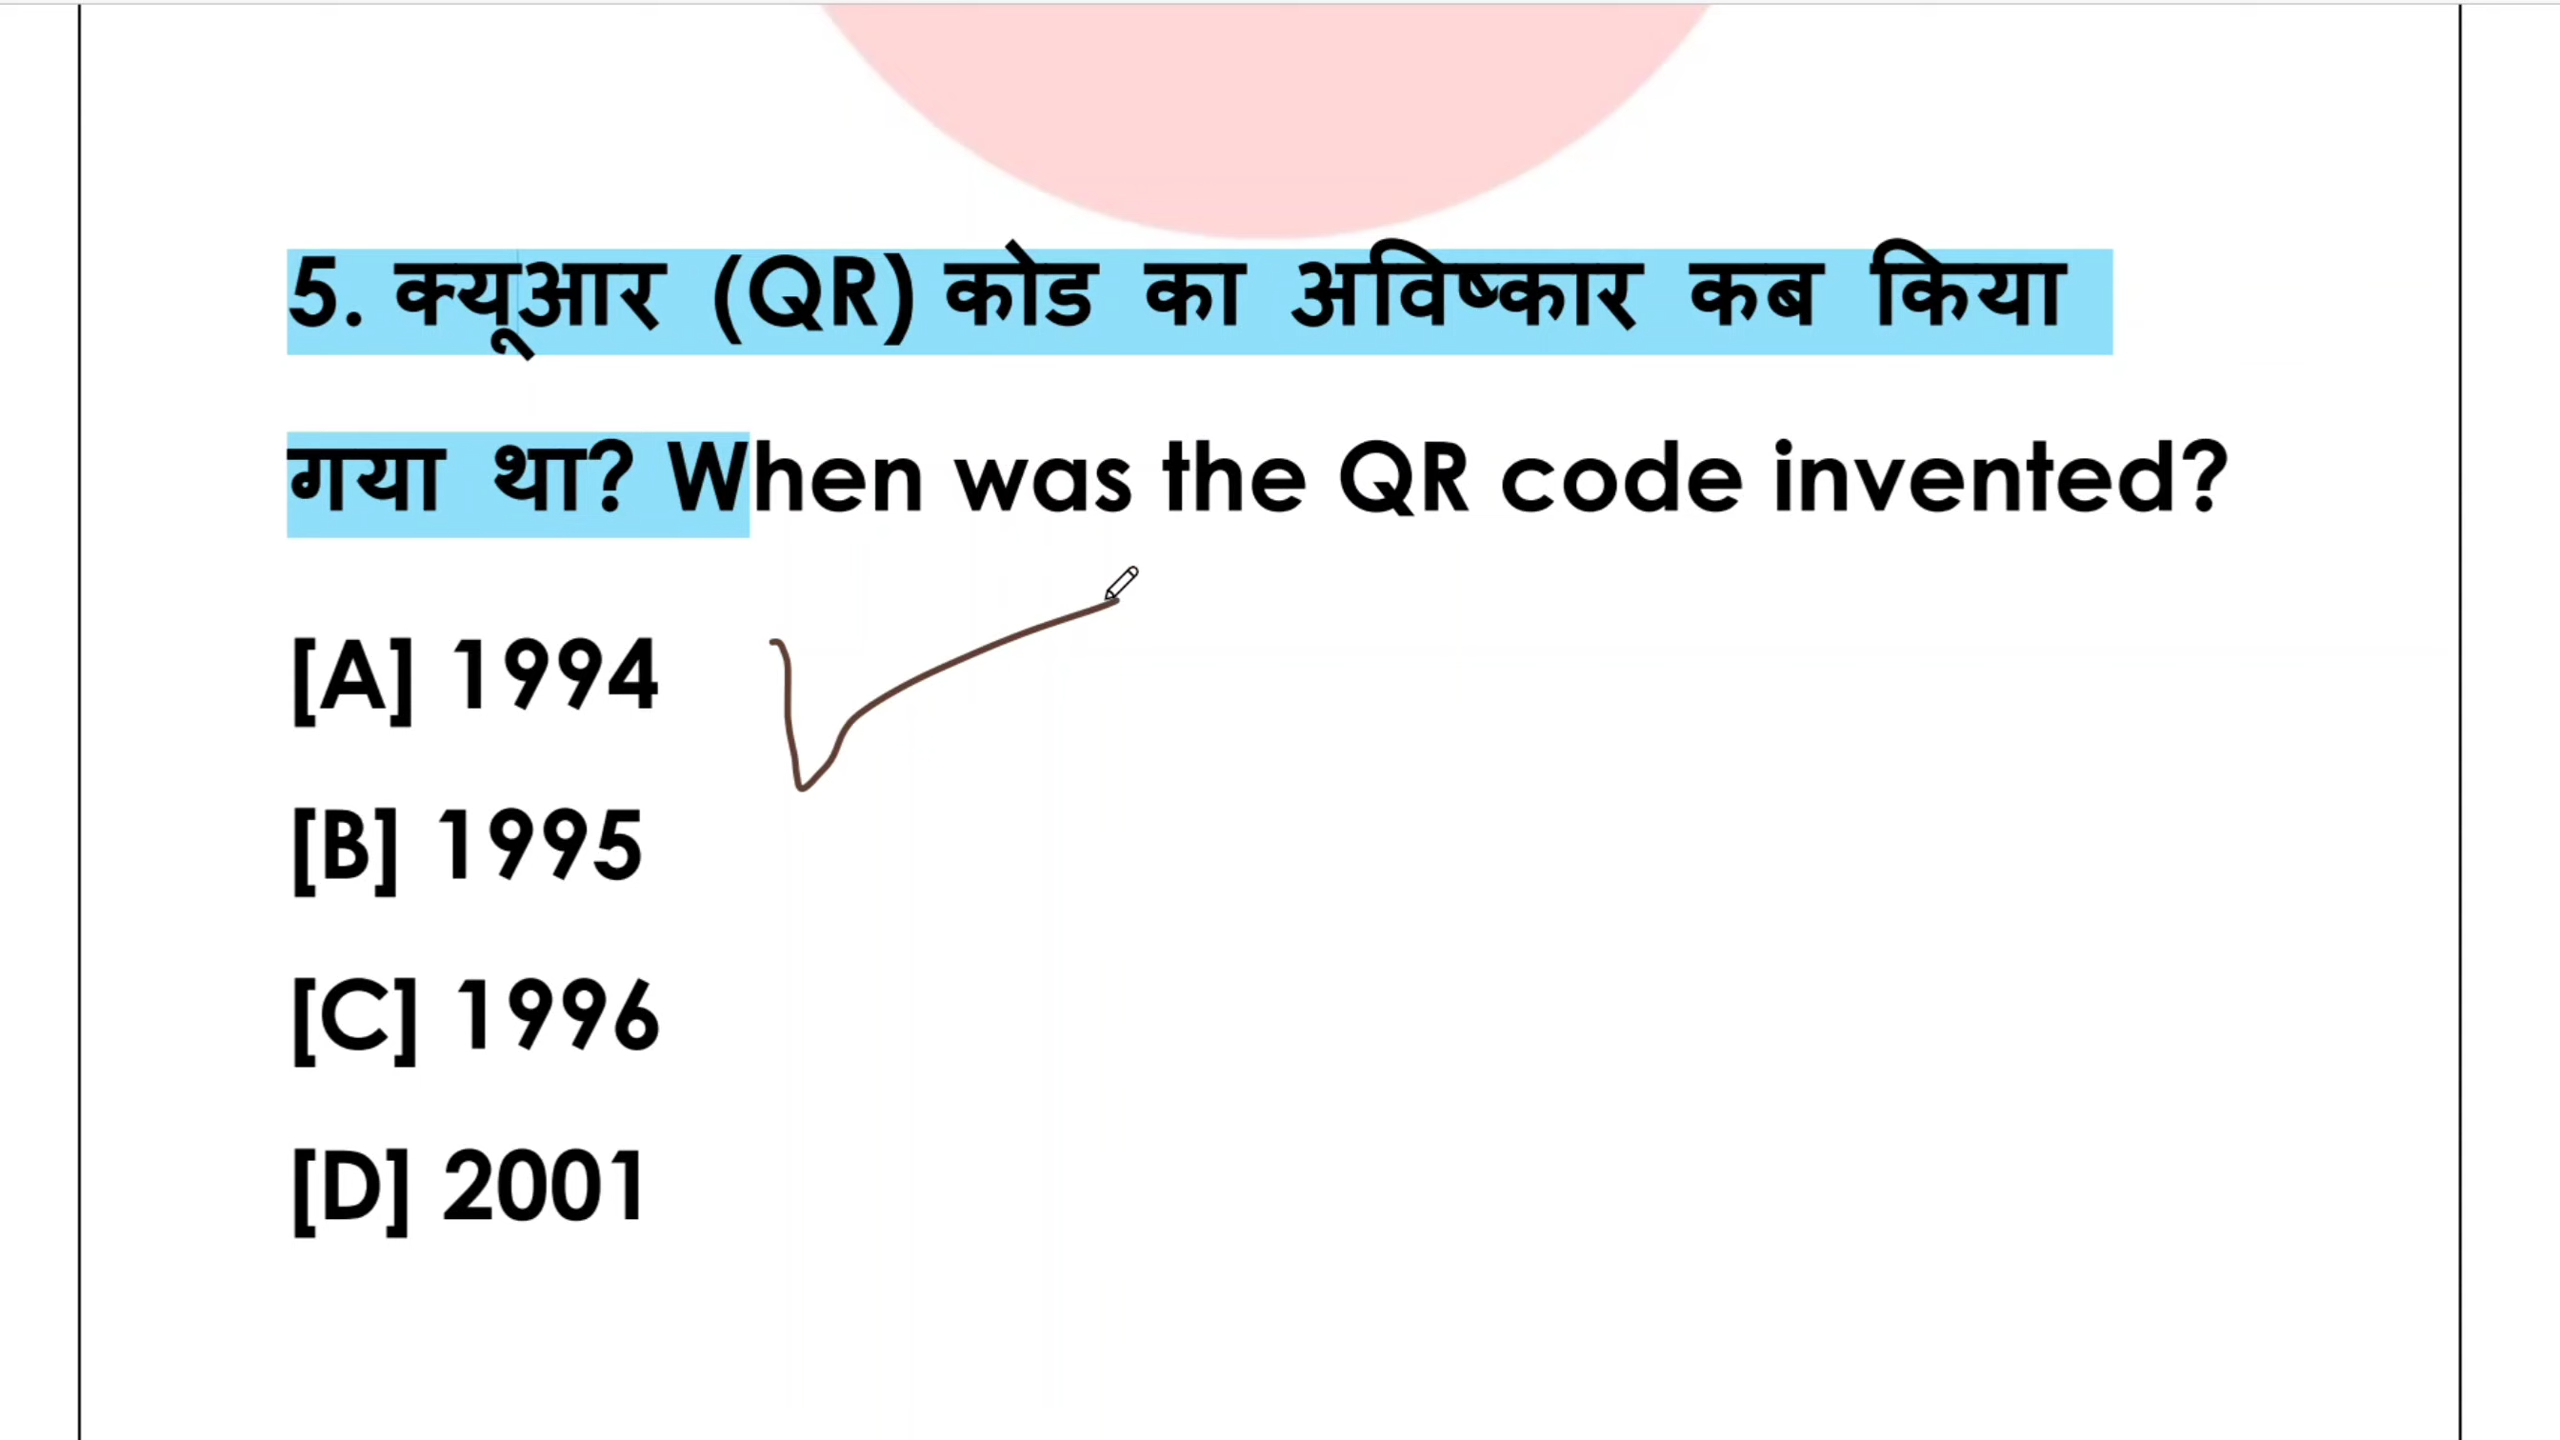 5. क्यूआर (QR) कोड का अविष्कार कब किया
गया था? When was the QR code invented?
[A] 1994
[B] 1995
[C] 1996
[D] 2001